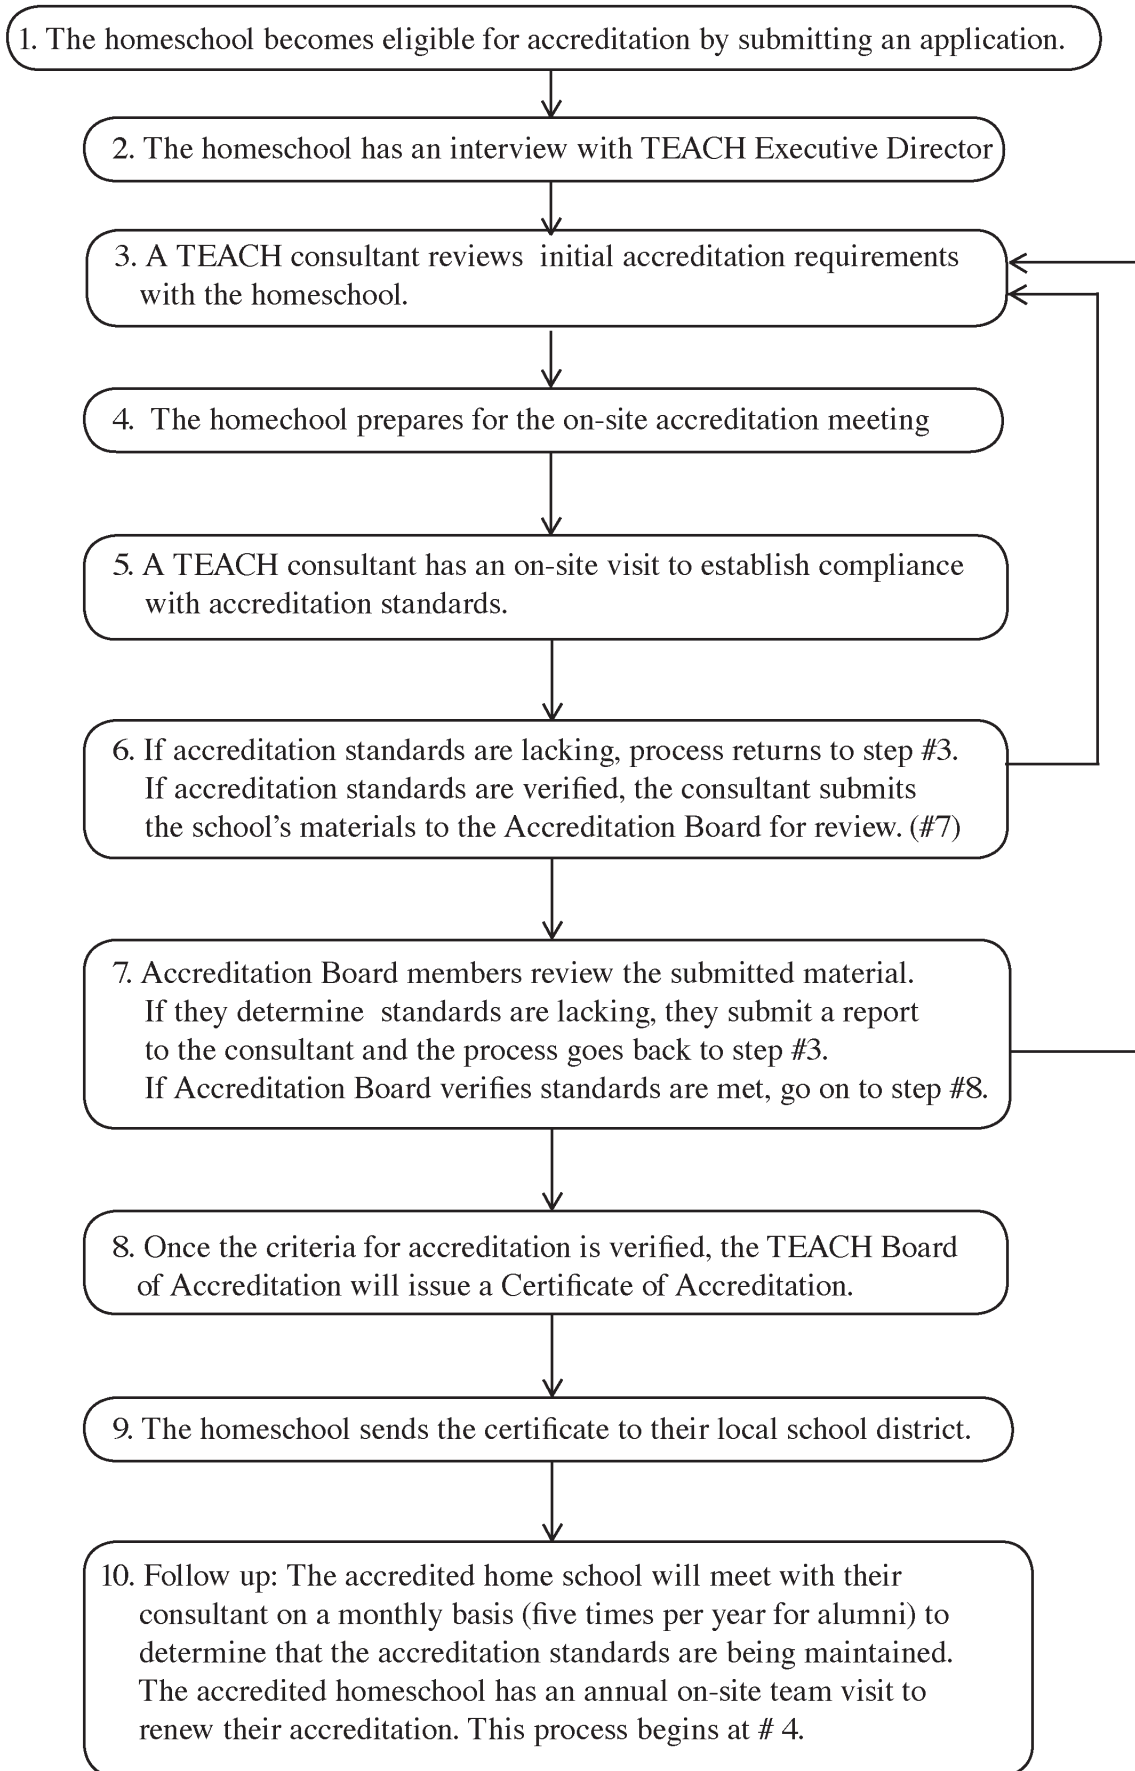 1. The homeschool becomes eligible for accreditation by submitting an application.
2. The homeschool has an interview with TEACH Executive Director
3. A TEACH consultant reviews initial accreditation requirements
with the homeschool.
4. The homechool prepares for the on-site accreditation meeting
5. A TEACH consultant has an on-site visit to establish compliance
with accreditation standards.
6. If accreditation standards are lacking, process returns to step #3.
If accreditation standards are verified, the consultant submits
the school's materials to the Accreditation Board for review. (#7)
7. Accreditation Board members review the submitted material.
If they determine standards are lacking, they submit a report
to the consultant and the process goes back to step #3.
If Accreditation Board verifies standards are met, go on to step #8.
8. Once the criteria for accreditation is verified, the TEACH Board
of Accreditation will issue a Certificate of Accreditation.
9. The homeschool sends the certificate to their local school district.
10. Follow up: The accredited home school will meet with their
consultant on a monthly basis (five times per year for alumni) to
determine that the accreditation standards are being maintained.
The accredited homeschool has an annual on-site team visit to
renew their accreditation. This process begins at # 4.